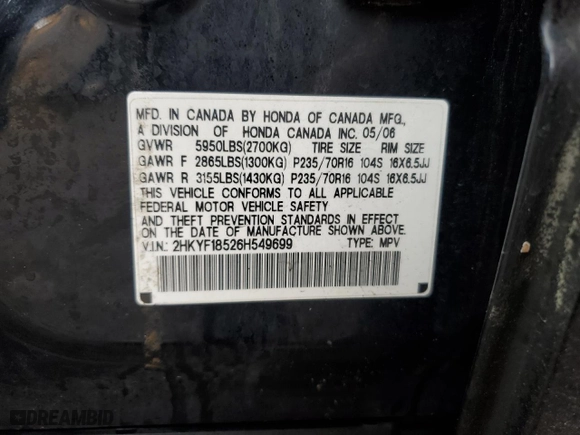 MFD. IN CANADA BY HONDA OF CANADA MFG.,
A DIVISION OF HONDA CANADA INC. 05/06
GVWR 5950LBS(2700KG) TIRE SIZE RIM SIZE
GAWR F 2865LBS(1300KG) P235/70R16 104S 16X6.5JJ
GAWR R 3155LBS(1430KG) P235/70R16 104S 16X6.5JJ
THIS VEHICLE CONFORMS TO ALL APPLICABLE
FEDERAL MOTOR VEHICLE SAFETY
AND THEFT PREVENTION STANDARDS IN EFFECT
ON THE DATE OF MANUFACTURE SHOWN ABOVE.
V.I.N.: 2HKYF18526H549699 TYPE: MPV
DREAMBID